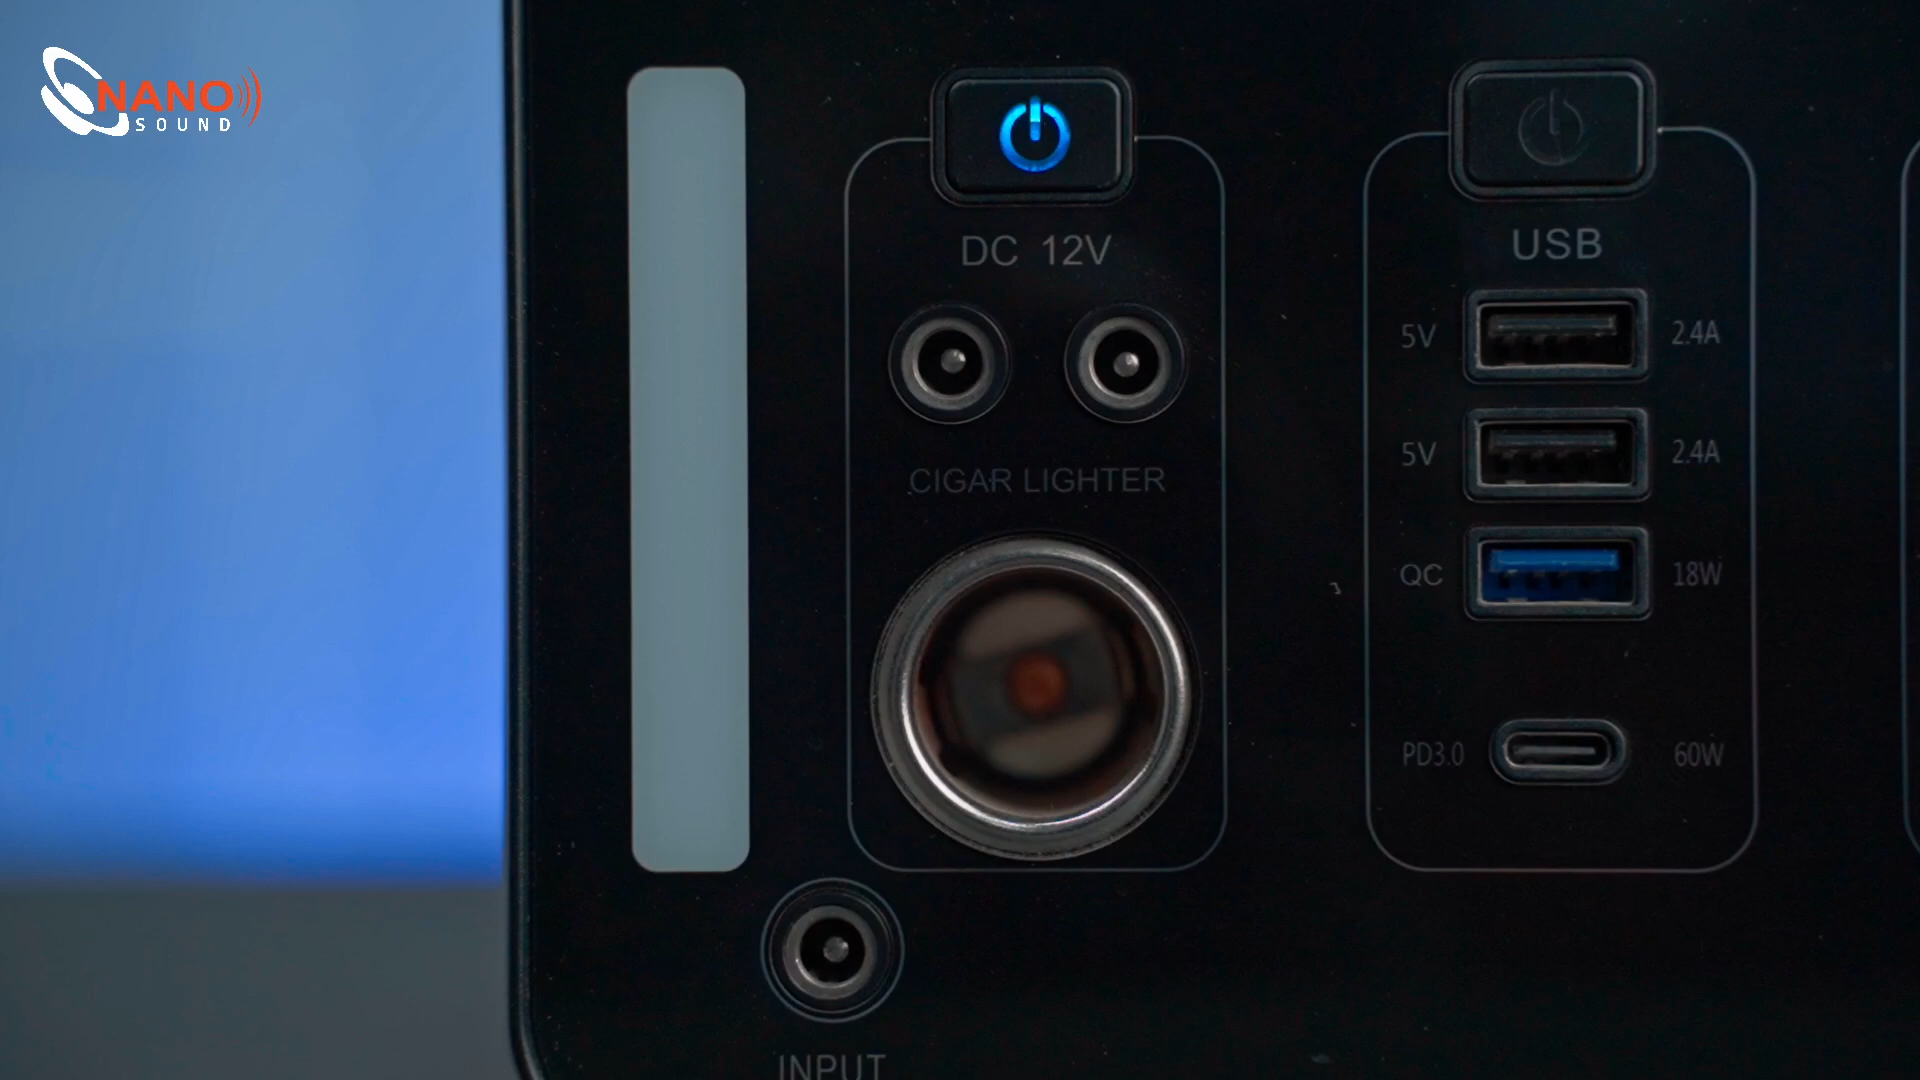 NANO
SOUND
DC 12V
CIGAR LIGHTER
INPUT
USB
5V 2.4A
5V 2.4A
QC 18W
PD3.0 60W